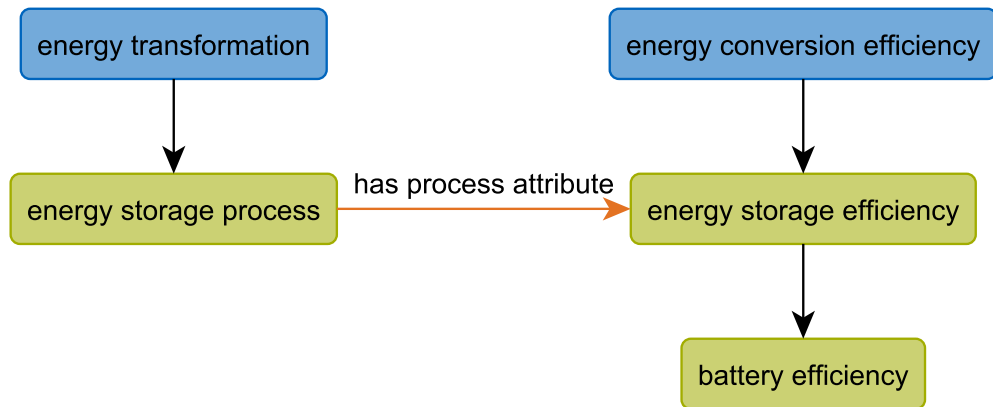 energy transformation
energy conversion efficiency
has process attribute
energy storage process
energy storage efficiency
battery efficiency